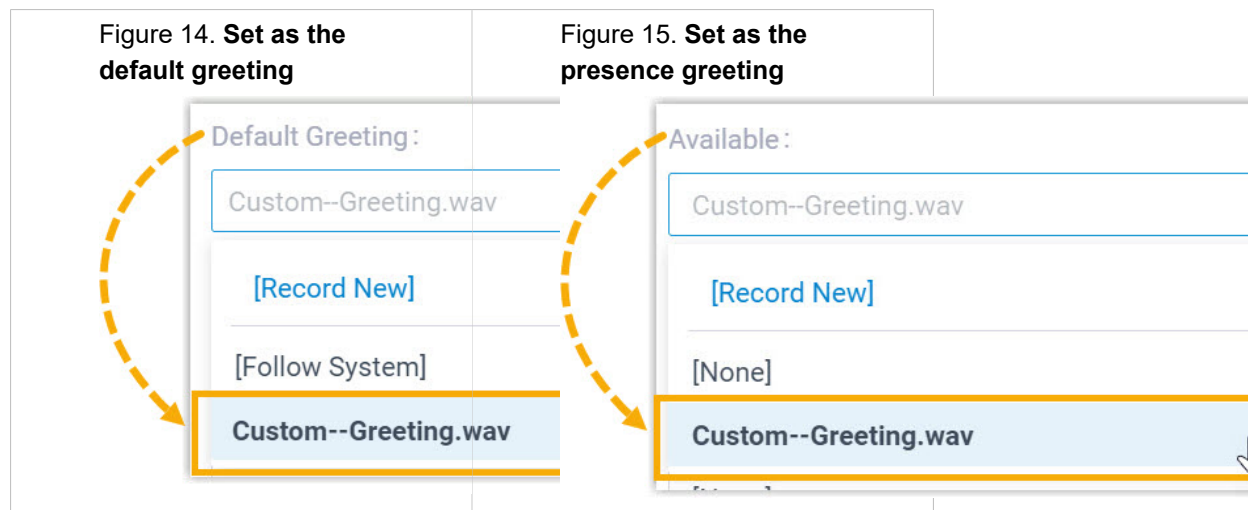 Figure 14. Set as the
default greeting
Default Greeting:
Custom--Greeting.wav
[Record New]
[Follow System]
Custom--Greeting.wav
Figure 15. Set as the
presence greeting
Available:
Custom--Greeting.wav
[Record New]
[None]
Custom--Greeting.wav